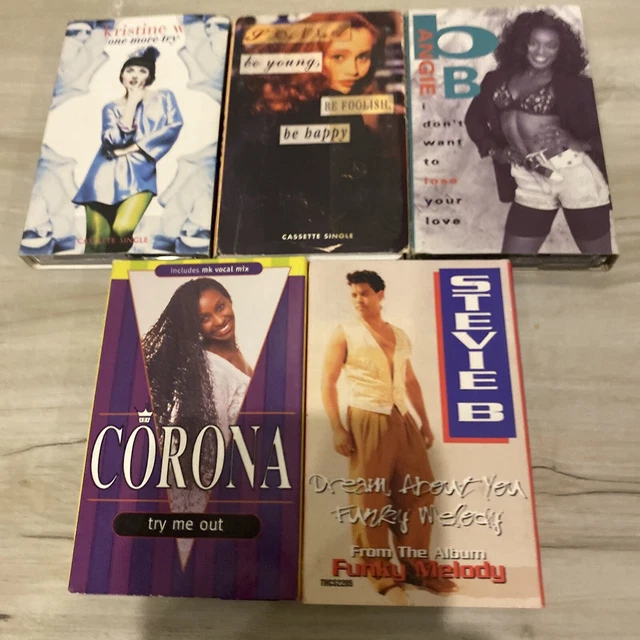 kristine w
one more try
CASSETTE SINGLE
be young,
BE FOOLISH,
be happy
CASSETTE SINGLE
b
ANGIE
B
i
don't
want
to
lose
your
love
includes mk vocal mix
CORONA
try me out
STEVIE B
Dream About You
Funky Melody
From The Album
Funky Melody